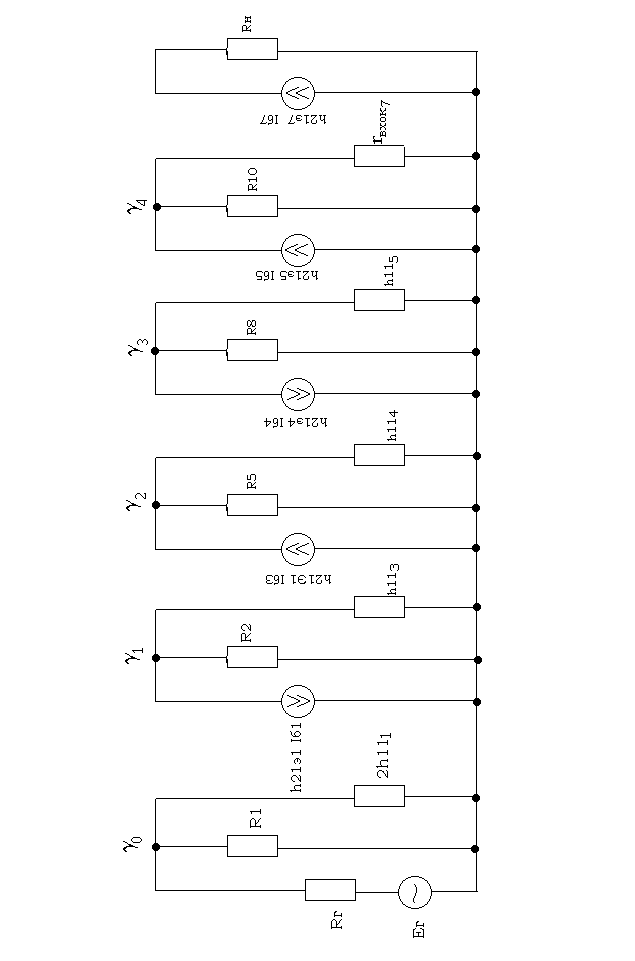 γ0
Rг
Eг
R1
2h111
γ1
h21э1 Iб1
R2
h113
γ2
h21Э1 Iб3
R5
h114
γ3
h21э4 Iб4
R8
h115
γ4
h21э5 Iб5
R10
rвхок7
h21э7 Iб7
Rн